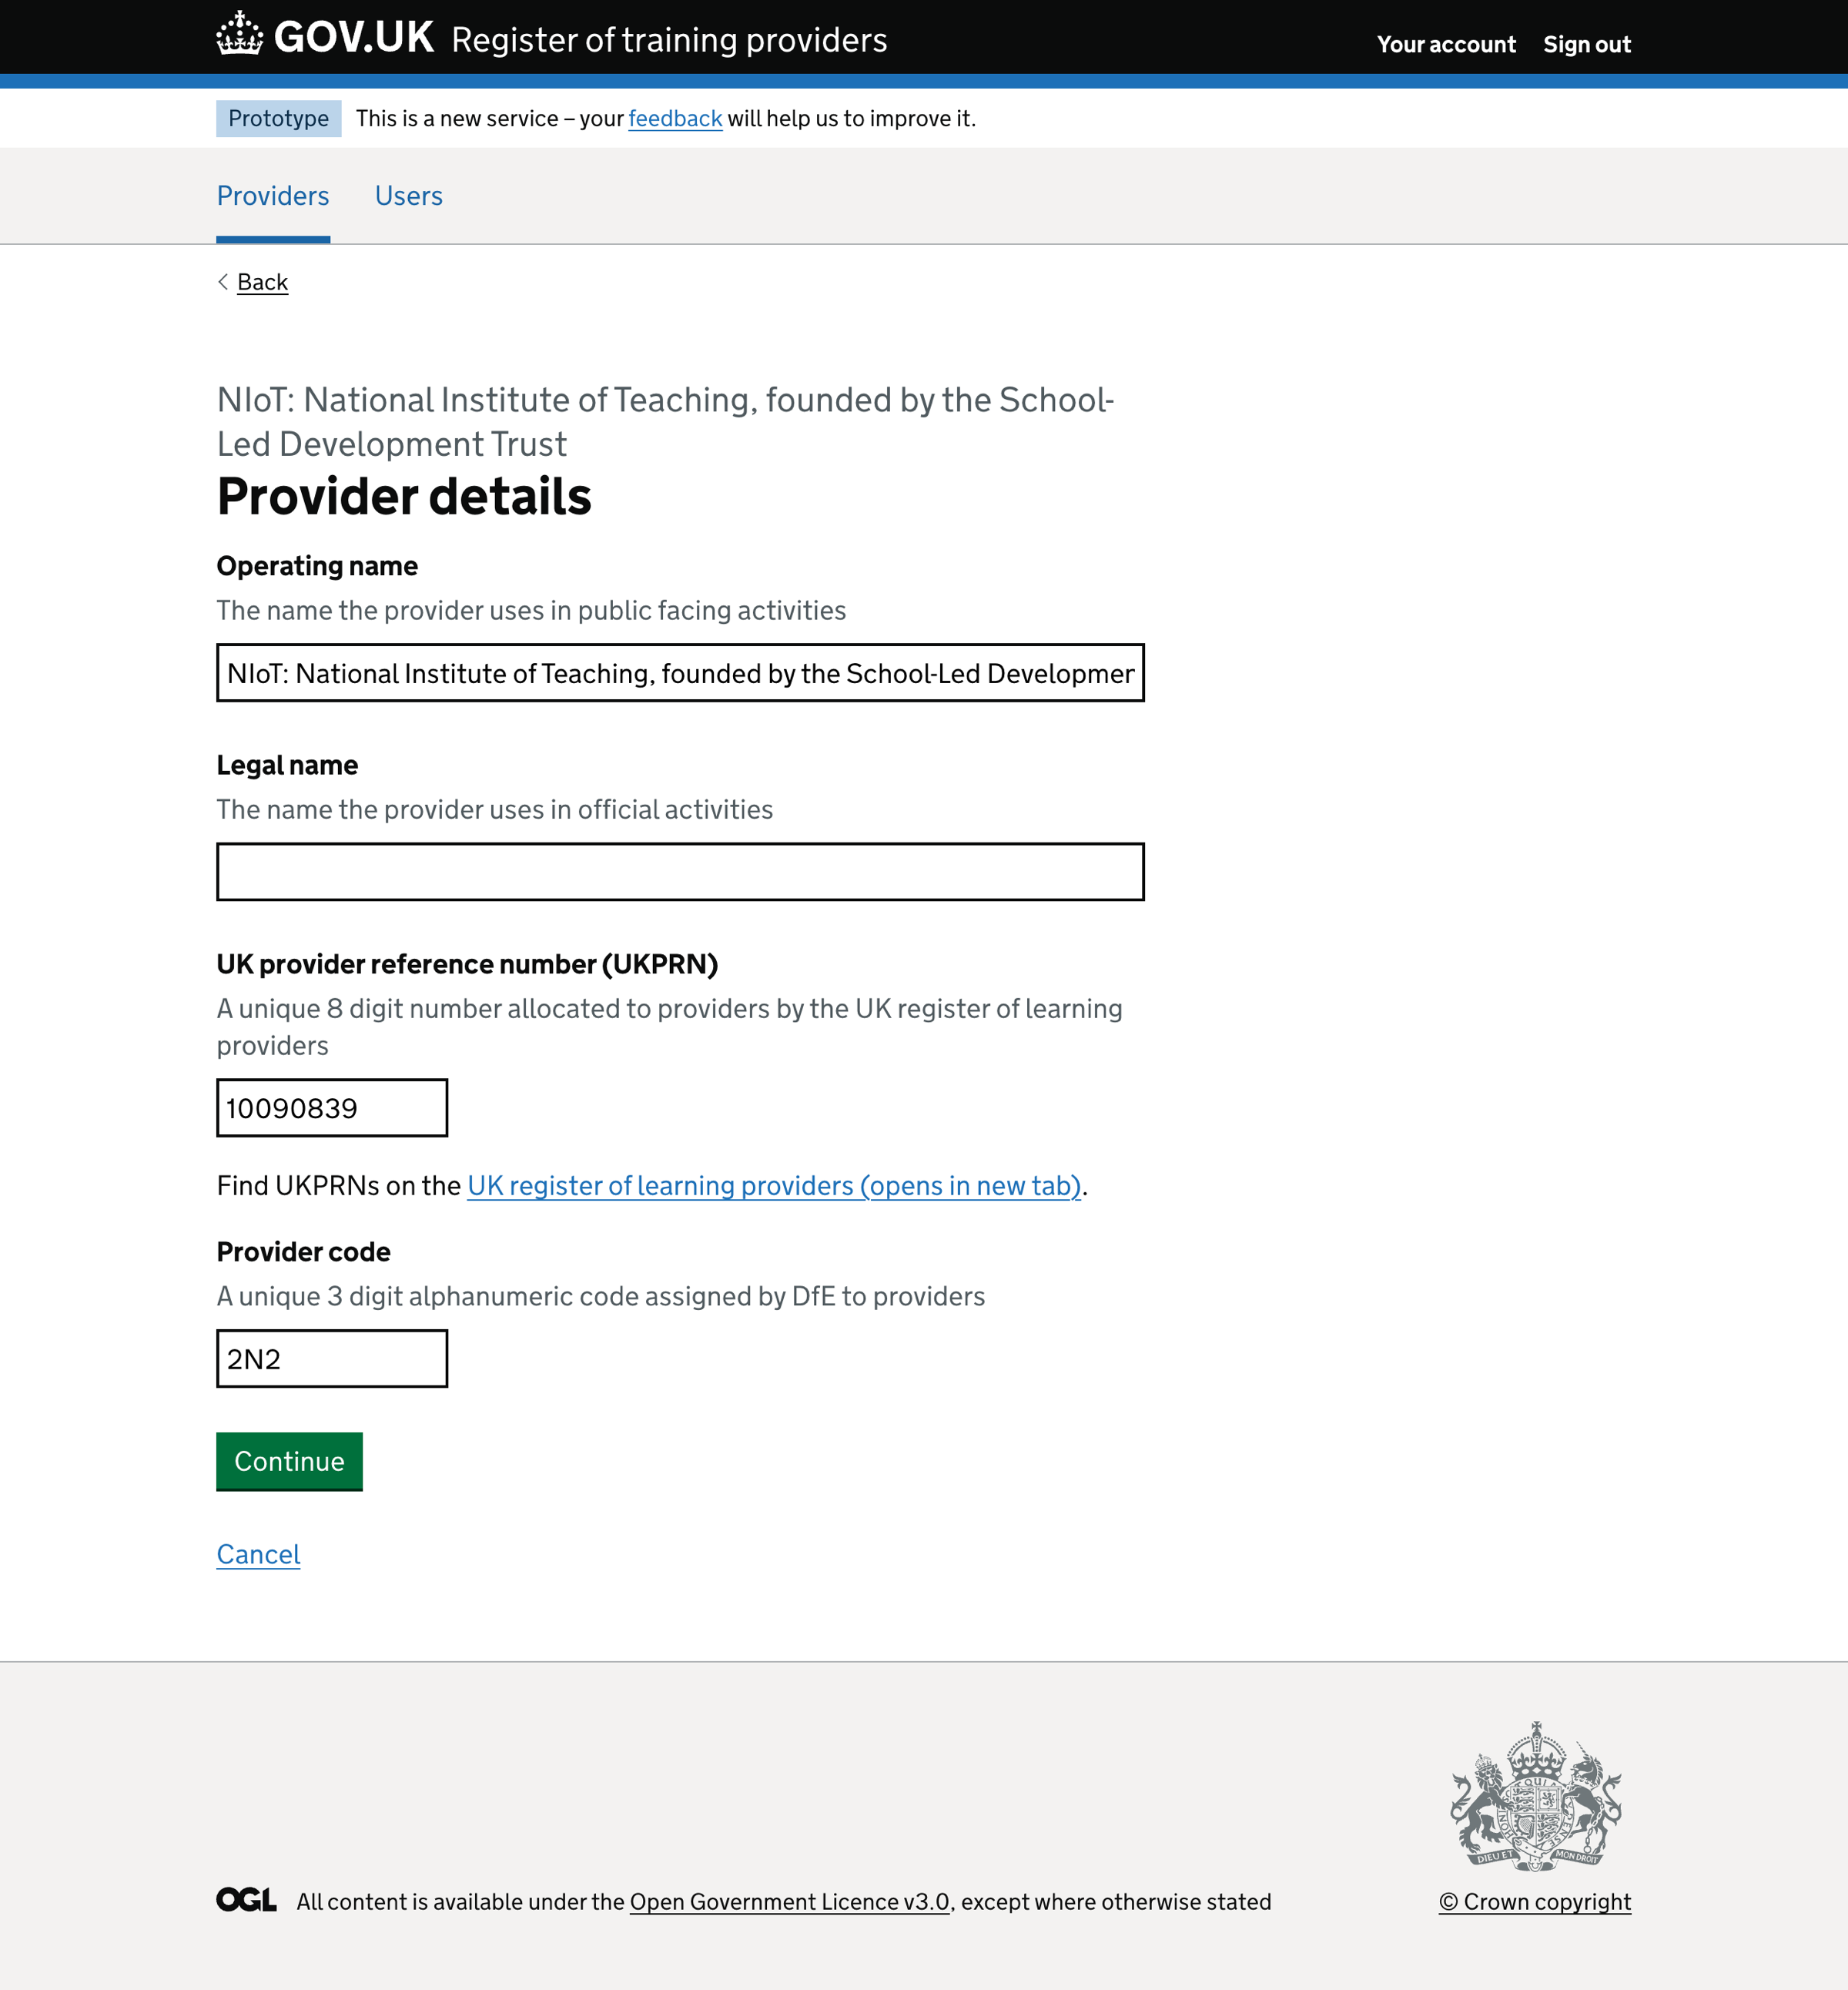 GOV.UK Register of training providers
Your account Sign out
Prototype This is a new service – your feedback will help us to improve it.
Providers Users
Back
NIoT: National Institute of Teaching, founded by the School-
Led Development Trust
Provider details
Operating name
The name the provider uses in public facing activities
NIoT: National Institute of Teaching, founded by the School-Led Developmer
Legal name
The name the provider uses in official activities
UK provider reference number (UKPRN)
A unique 8 digit number allocated to providers by the UK register of learning
providers
10090839
Find UKPRNs on the UK register of learning providers (opens in new tab).
Provider code
A unique 3 digit alphanumeric code assigned by DfE to providers
2N2
Continue
Cancel
DIEU ET MON DROIT
OGL All content is available under the Open Government Licence v3.0, except where otherwise stated
© Crown copyright